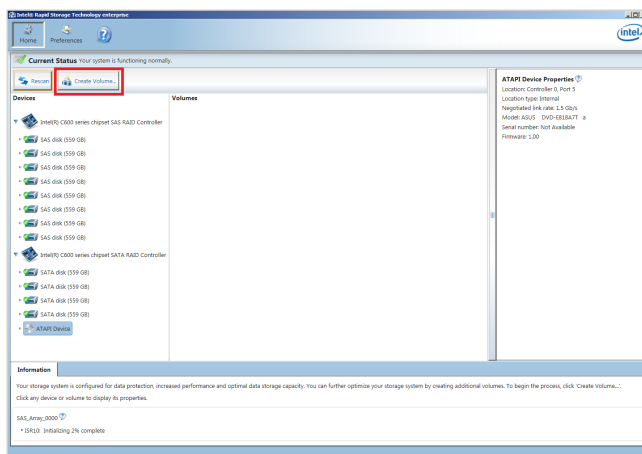 Intel® Rapid Storage Technology enterprise
Home
Preferences
intel
Current Status Your system is functioning normally.
Rescan
Create Volume..
Devices
Volumes
Intel(R) C600 series chipset SAS RAID Controller
SAS disk (559 GB)
SAS disk (559 GB)
SAS disk (559 GB)
SAS disk (559 GB)
SAS disk (559 GB)
SAS disk (559 GB)
SAS disk (559 GB)
SAS disk (559 GB)
Intel(R) C600 series chipset SATA RAID Controller
SATA disk (559 GB)
SATA disk (559 GB)
SATA disk (559 GB)
SATA disk (559 GB)
ATAPI Device
ATAPI Device Properties
Location: Controller 0, Port 5
Location type: Internal
Negotiated link rate: 1.5 Gb/s
Model: ASUS DVD-E818A7T a
Serial number: Not Available
Firmware: 1.00
Information
Your storage system is configured for data protection, increased performance and optimal data storage capacity. You can further optimize your storage system by creating additional volumes. To begin the process, click 'Create Volume...'.
Click any device or volume to display its properties.
SAS_Array_0000
* ISR10: Initializing 2% complete